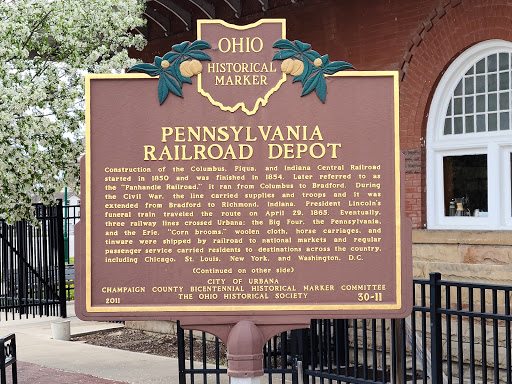 OHIO
HISTORICAL
MARKER
PENNSYLVANIA
RAILROAD DEPOT
Construction of the Columbus, Piqua, and Indiana Central Railroad
started in 1850 and was finished in 1854. Later referred to as
the "Panhandle Railroad," it ran from Columbus to Bradford. During
the Civil War, the line carried supplies and troops and it was
extended from Bradford to Richmond, Indiana. President Lincoln's
funeral train traveled the route on April 29, 1865. Eventually,
three railway lines crossed Urbana: the Big Four, the Pennsylvania,
and the Erie. "Corn brooms," woolen cloth, horse carriages, and
tinware were shipped by railroad to national markets and regular
passenger service carried residents to destinations across the country,
including Chicago, St. Louis, New York, and Washington, D.C.
(Continued on other side)
CITY OF URBANA
CHAMPAIGN COUNTY BICENTENNIAL HISTORICAL MARKER COMMITTEE
THE OHIO HISTORICAL SOCIETY
2011
30-11